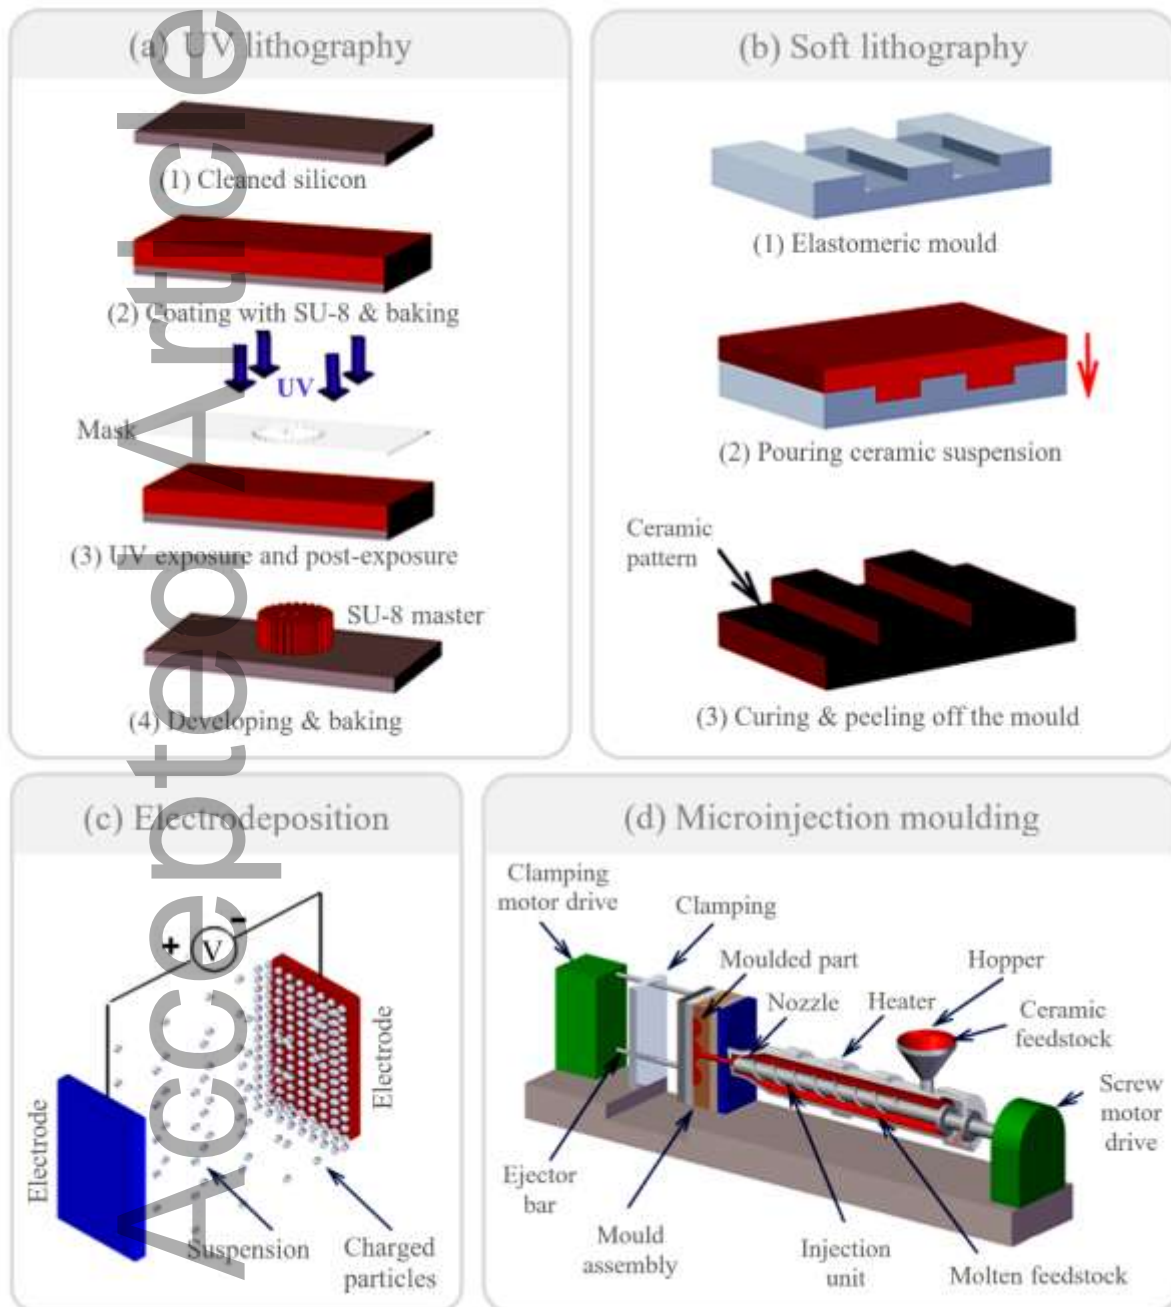 (a) UV lithography
(1) Cleaned silicon
(2) Coating with SU-8 & baking
UV
Mask
(3) UV exposure and post-exposure
SU-8 master
(4) Developing & baking
(b) Soft lithography
(1) Elastomeric mould
(2) Pouring ceramic suspension
Ceramic
pattern
(3) Curing & peeling off the mould
(c) Electrodeposition
+
−
V
Electrode
Electrode
Suspension
Charged
particles
(d) Microinjection moulding
Clamping
motor drive
Clamping
Moulded part
Nozzle
Heater
Hopper
Ceramic
feedstock
Screw
motor
drive
Ejector
bar
Mould
assembly
Injection
unit
Molten feedstock
Accepted Article